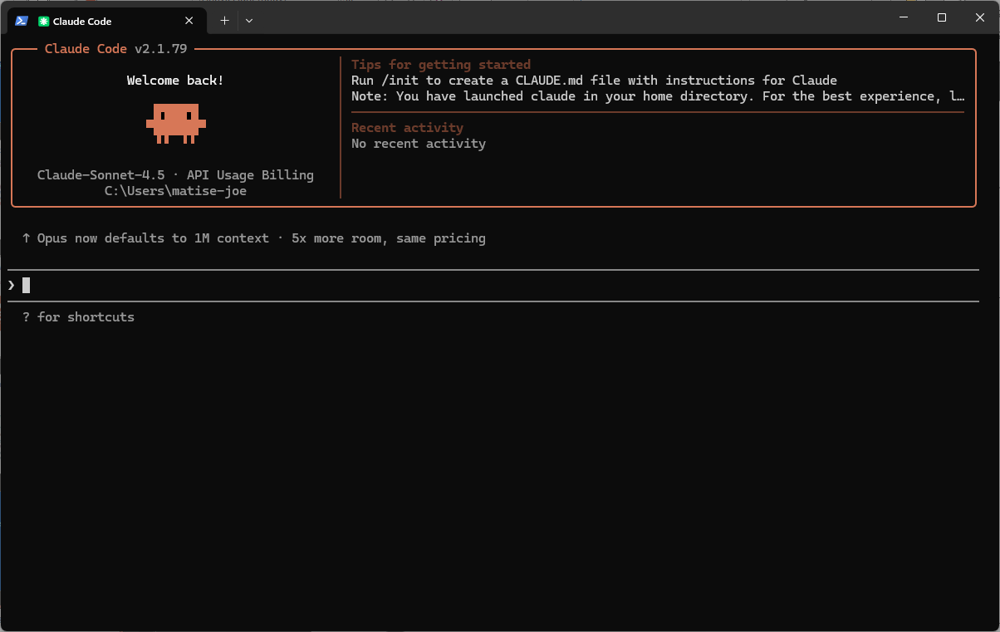 Claude Code
Claude Code v2.1.79
Welcome back!
Claude-Sonnet-4.5 · API Usage Billing
C:\Users\matise-joe
Tips for getting started
Run /init to create a CLAUDE.md file with instructions for Claude
Note: You have launched claude in your home directory. For the best experience, l…
Recent activity
No recent activity
↑ Opus now defaults to 1M context · 5x more room, same pricing
❯
? for shortcuts